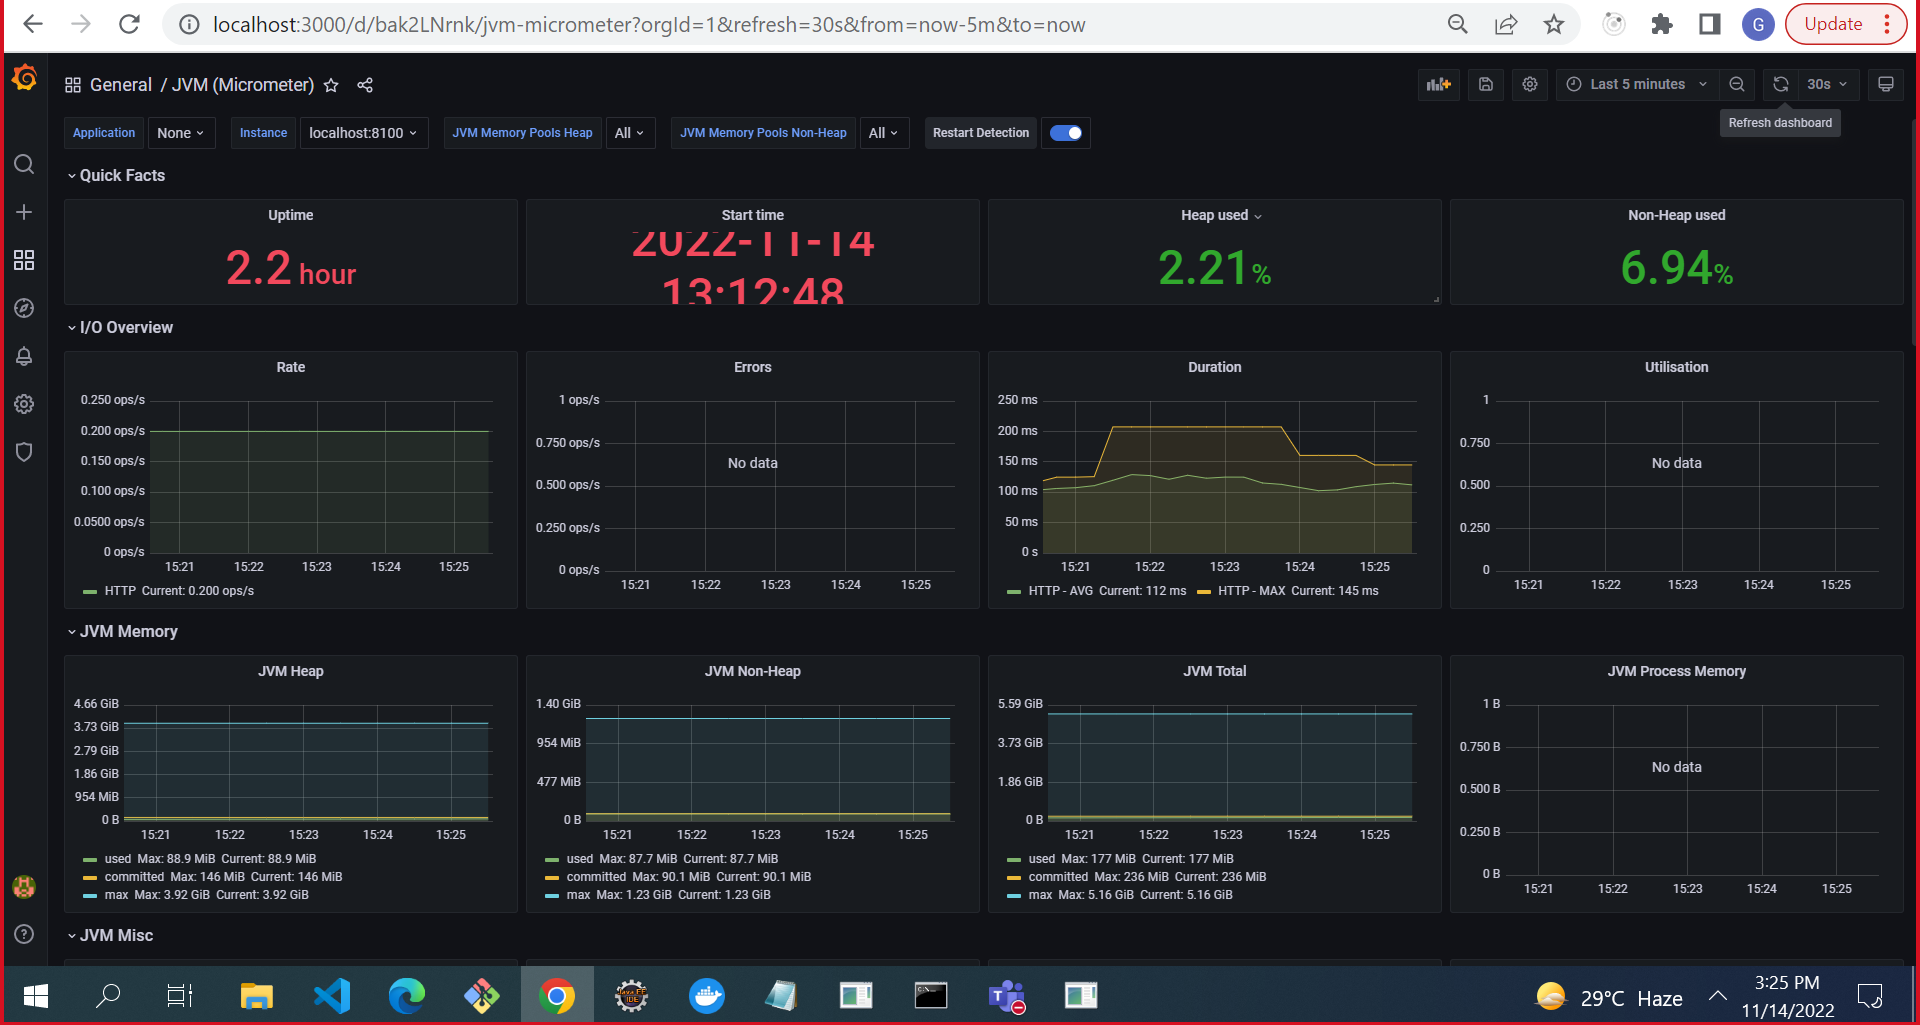 localhost:3000/d/bak2LNrnk/jvm-micrometer?orgId=1&refresh=30s&from=now-5m&to=now
G
Update
General / JVM (Micrometer)
Last 5 minutes
30s
Application None Instance localhost:8100 JVM Memory Pools Heap All JVM Memory Pools Non-Heap All Restart Detection
Refresh dashboard
Quick Facts
Uptime
2.2 hour
Start time
2022-11-14
13:12:48
Heap used
2.21%
Non-Heap used
6.94%
I/O Overview
Rate
0.250 ops/s
0.200 ops/s
0.150 ops/s
0.100 ops/s
0.0500 ops/s
0 ops/s
15:21 15:22 15:23 15:24 15:25
HTTP Current: 0.200 ops/s
Errors
1 ops/s
0.750 ops/s
0.500 ops/s
0.250 ops/s
0 ops/s
No data
15:21 15:22 15:23 15:24 15:25
Duration
250 ms
200 ms
150 ms
100 ms
50 ms
0 s
15:21 15:22 15:23 15:24 15:25
HTTP - AVG Current: 112 ms HTTP - MAX Current: 145 ms
Utilisation
1
0.750
0.500
0.250
0
No data
15:21 15:22 15:23 15:24 15:25
JVM Memory
JVM Heap
4.66 GiB
3.73 GiB
2.79 GiB
1.86 GiB
954 MiB
0 B
15:21 15:22 15:23 15:24 15:25
used Max: 88.9 MiB Current: 88.9 MiB
committed Max: 146 MiB Current: 146 MiB
max Max: 3.92 GiB Current: 3.92 GiB
JVM Non-Heap
1.40 GiB
954 MiB
477 MiB
0 B
15:21 15:22 15:23 15:24 15:25
used Max: 87.7 MiB Current: 87.7 MiB
committed Max: 90.1 MiB Current: 90.1 MiB
max Max: 1.23 GiB Current: 1.23 GiB
JVM Total
5.59 GiB
3.73 GiB
1.86 GiB
0 B
15:21 15:22 15:23 15:24 15:25
used Max: 177 MiB Current: 177 MiB
committed Max: 236 MiB Current: 236 MiB
max Max: 5.16 GiB Current: 5.16 GiB
JVM Process Memory
1 B
0.750 B
0.500 B
0.250 B
0 B
No data
15:21 15:22 15:23 15:24 15:25
JVM Misc
Java EE
IDE
T
29°C Haze
3:25 PM
11/14/2022